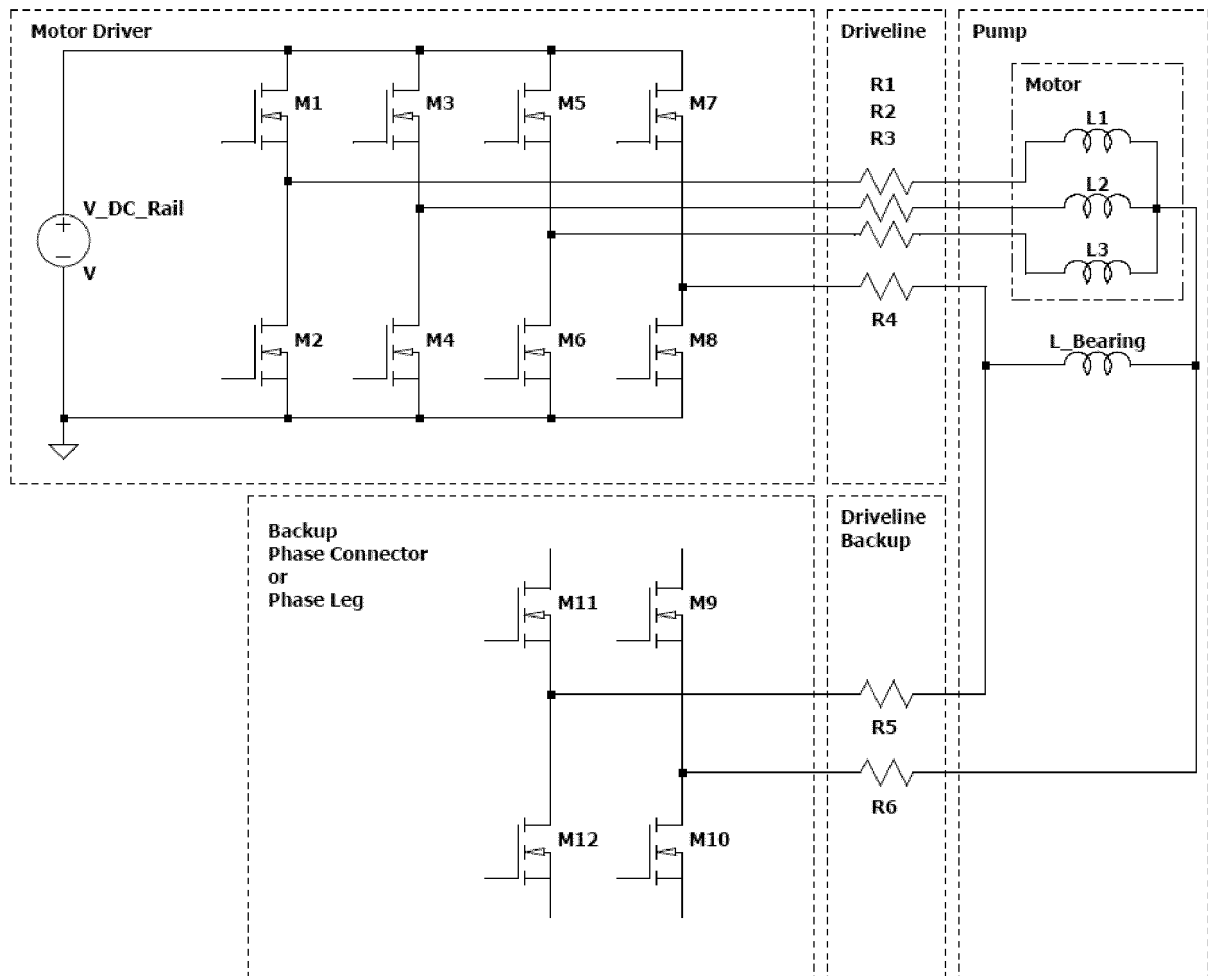 Motor Driver
Driveline
Pump
R1
R2
R3
Motor
M1
M3
M5
M7
L1
L2
L3
V_DC_Rail
V
R4
M2
M4
M6
M8
L_Bearing
Backup
Phase Connector
or
Phase Leg
Driveline
Backup
M11
M9
R5
R6
M12
M10